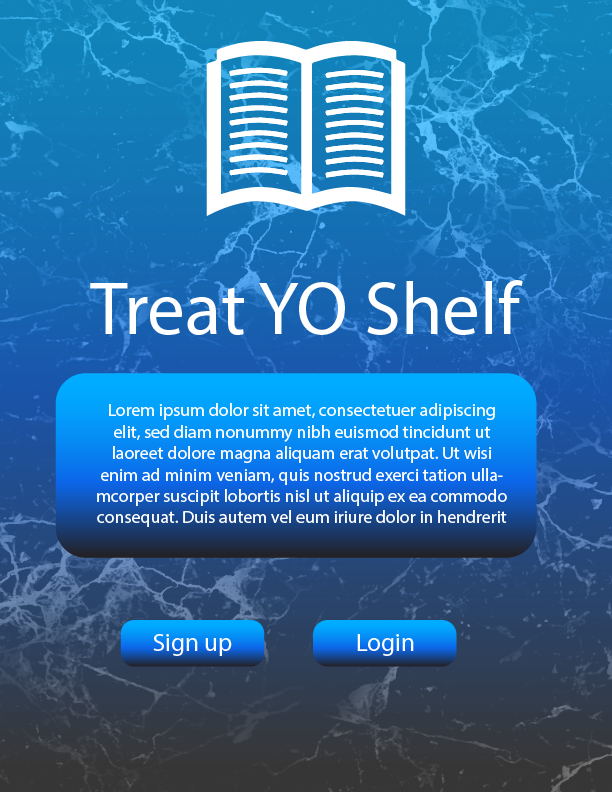 Treat YO Shelf
Lorem ipsum dolor sit amet, consectetuer adipiscing
elit, sed diam nonummy nibh euismod tincidunt ut
laoreet dolore magna aliquam erat volutpat. Ut wisi
enim ad minim veniam, quis nostrud exerci tation ulla-
mcorper suscipit lobortis nisl ut aliquip ex ea commodo
consequat. Duis autem vel eum iriure dolor in hendrerit
Sign up
Login